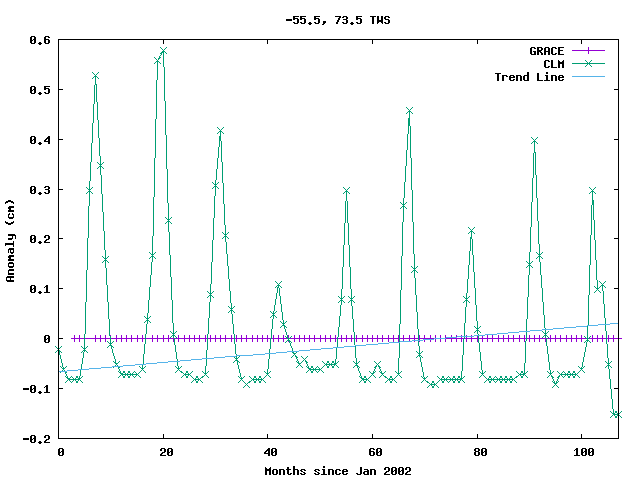 -55.5, 73.5 TWS
GRACE
CLM
Trend Line
0.6
0.5
0.4
0.3
0.2
0.1
0
-0.1
-0.2
Anomaly (cm)
0 20 40 60 80 100
Months since Jan 2002